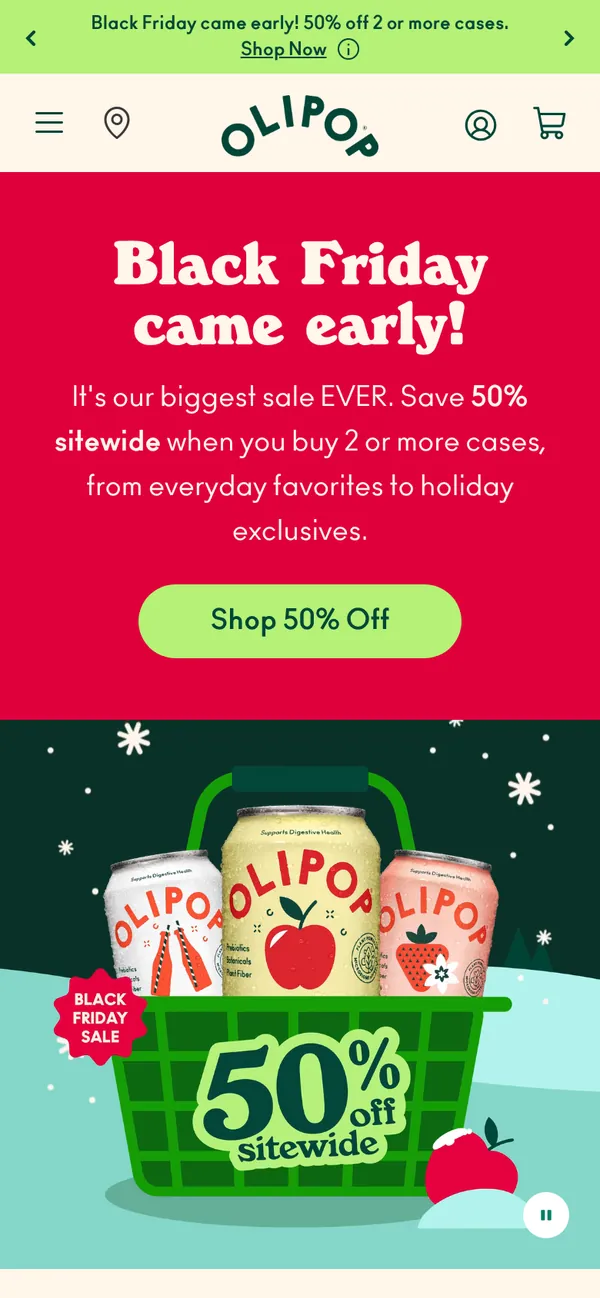 Black Friday came early! 50% off 2 or more cases.
Shop Now
OLIPOP
Black Friday
came early!
It's our biggest sale EVER. Save 50%
sitewide when you buy 2 or more cases,
from everyday favorites to holiday
exclusives.
Shop 50% Off
Supports Digestive Health
OLIPOP
Prebiotics
Botanicals
Plant Fiber
Supports Digestive Health
OLIPOP
Supports Digestive Health
OLIPOP
BLACK
FRIDAY
SALE
50%
off
sitewide